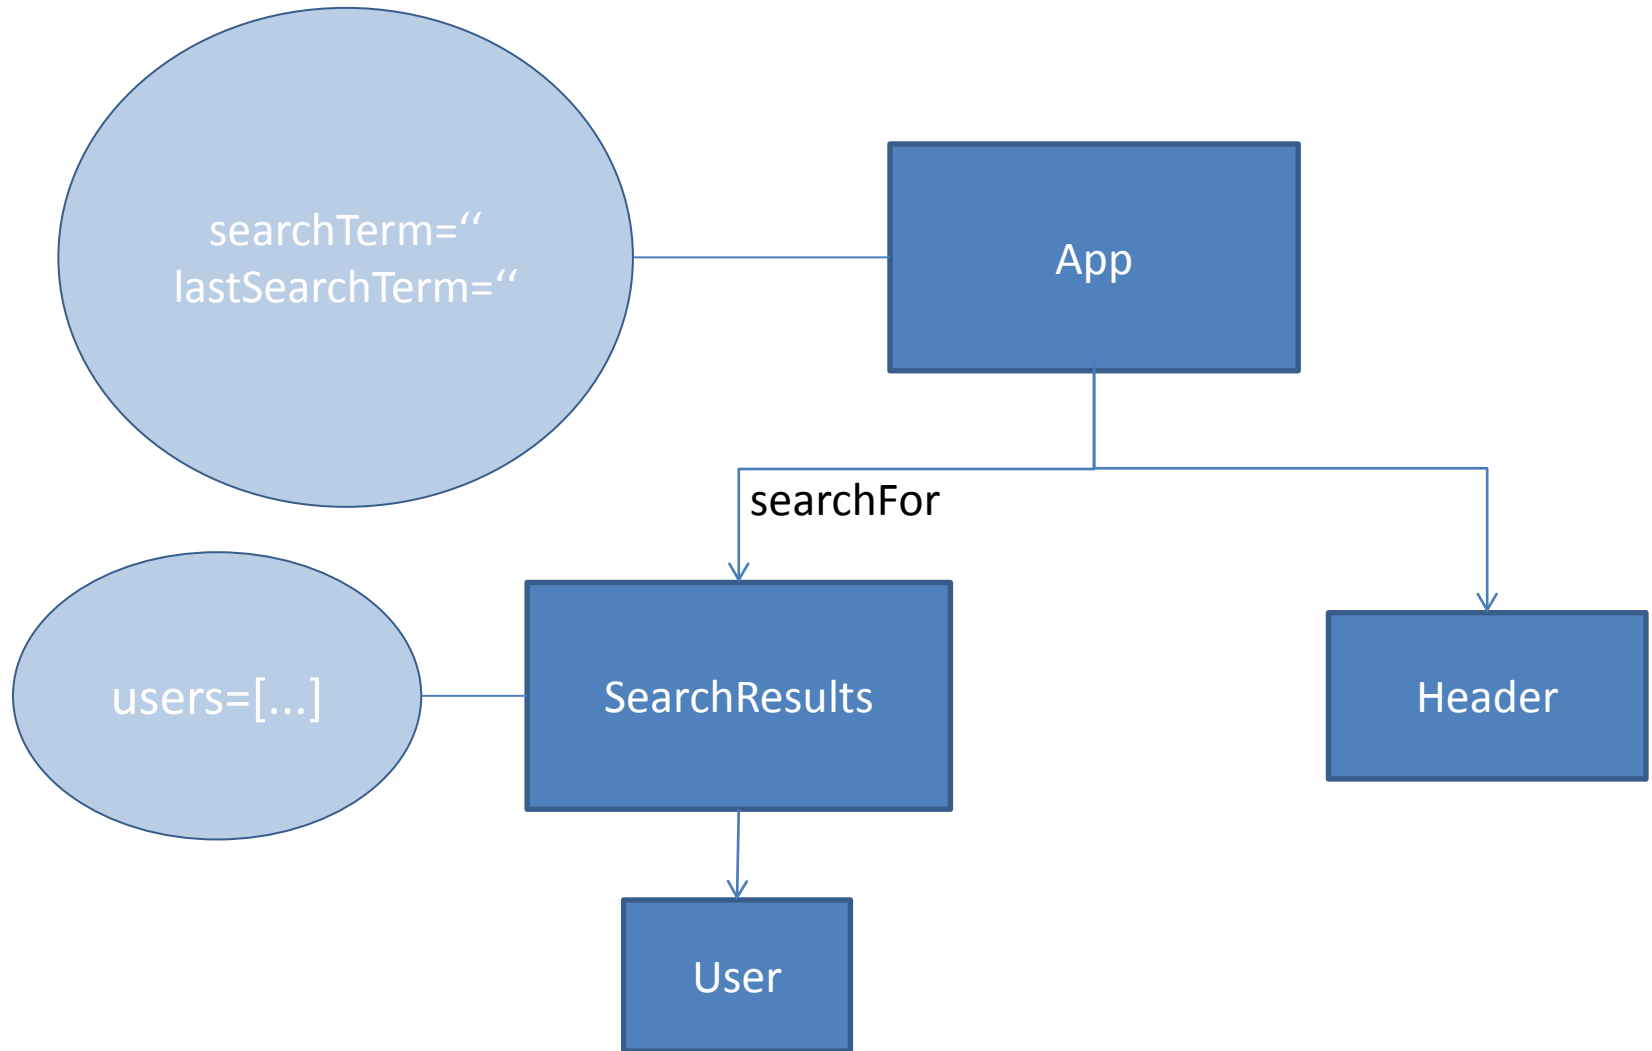 searchTerm=“
lastSearchTerm=“
App
searchFor
users=[...]
SearchResults
Header
User